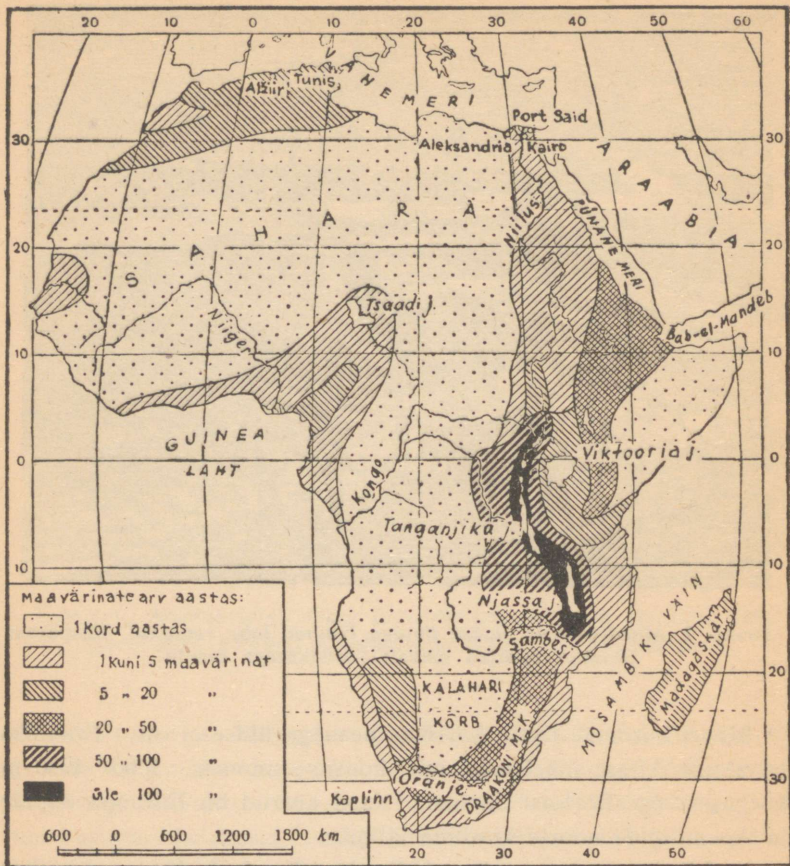 20 10 0 10 20 30 40 50 60
VAHEMERI
Tunis
Alžiir
Port Said
Aleksandria
Kairo
30 30
ARAABIA
Niilus
PUNANE MERI
SAHARA
20 20
Tsaadi j.
Niiger
Bab-el-Mandeb
10 10
GUINEA
LAHT
Viktooria j.
0 0
Kongo
Tanganjika j.
10 10
Njassa j.
Sambesi
MOSAMBIKI VÄIN
Madagaskar
KALAHARI
KÕRB
20
DRAAKONI M-K.
Oranje
Kaplinn
30
Maavärinate arv aastas:
1 kord aastas
1 kuni 5 maavärinat
5 „ 20 „
20 „ 50 „
50 „ 100 „
üle 100 „
600 0 600 1200 1800 km
20 30 40 50